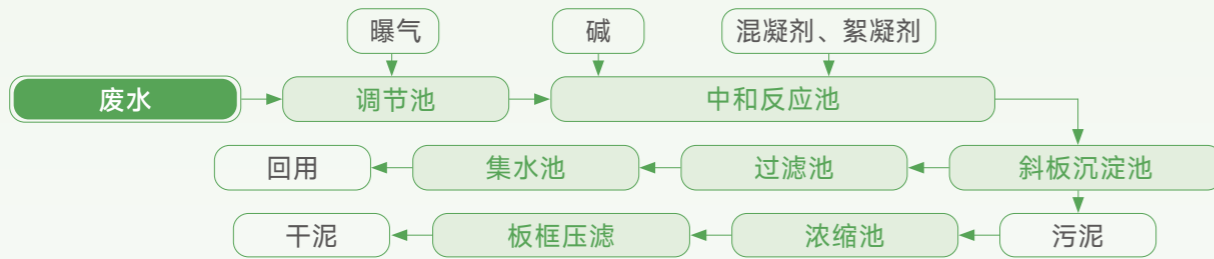 曝气
碱
混凝剂、絮凝剂
废水
调节池
中和反应池
回用
集水池
过滤池
斜板沉淀池
干泥
板框压滤
浓缩池
污泥